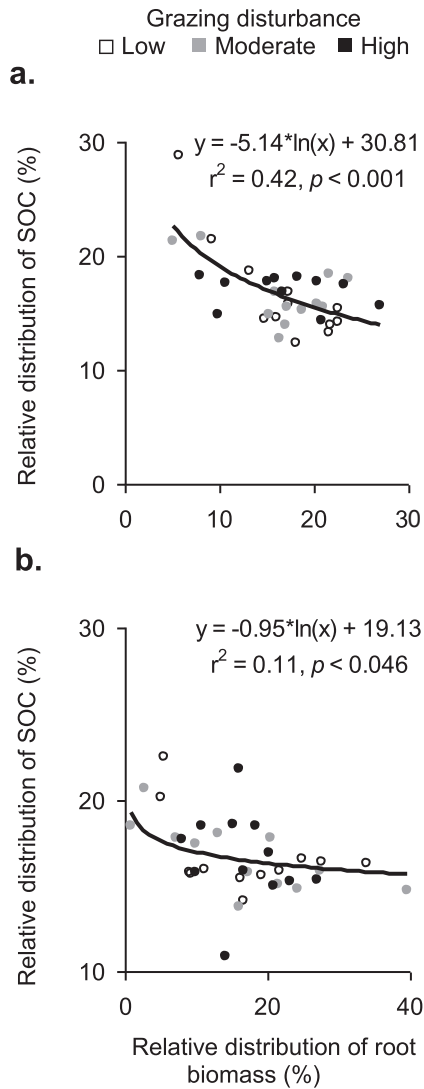 Grazing disturbance
Low Moderate High
a.
Relative distribution of SOC (%)
30
20
10
0
y = -5.14*ln(x) + 30.81
r² = 0.42, p < 0.001
0 10 20 30
b.
Relative distribution of SOC (%)
30
20
10
y = -0.95*ln(x) + 19.13
r² = 0.11, p < 0.046
0 20 40
Relative distribution of root
biomass (%)